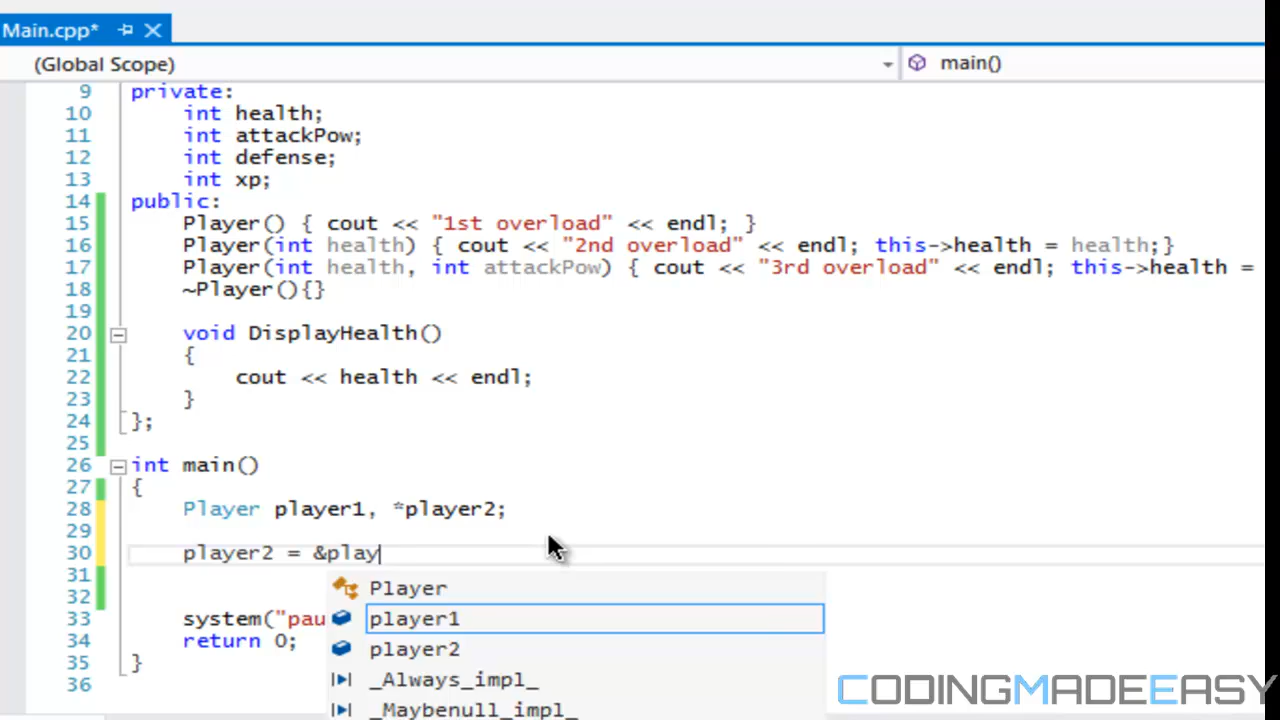 Main.cpp*
(Global Scope) main()
9 private:
10 int health;
11 int attackPow;
12 int defense;
13 int xp;
14 public:
15 Player() { cout << "1st overload" << endl; }
16 Player(int health) { cout << "2nd overload" << endl; this->health = health;}
17 Player(int health, int attackPow) { cout << "3rd overload" << endl; this->health =
18 ~Player(){}
19
20 void DisplayHealth()
21 {
22 cout << health << endl;
23 }
24 };
25
26 int main()
27 {
28 Player player1, *player2;
29
30 player2 = &play
31
Player
32
33 system("pau
player1
34 return 0;
player2
35 }
_Always_impl_
36
_Maybenull_impl_
CODINGMADEEASY